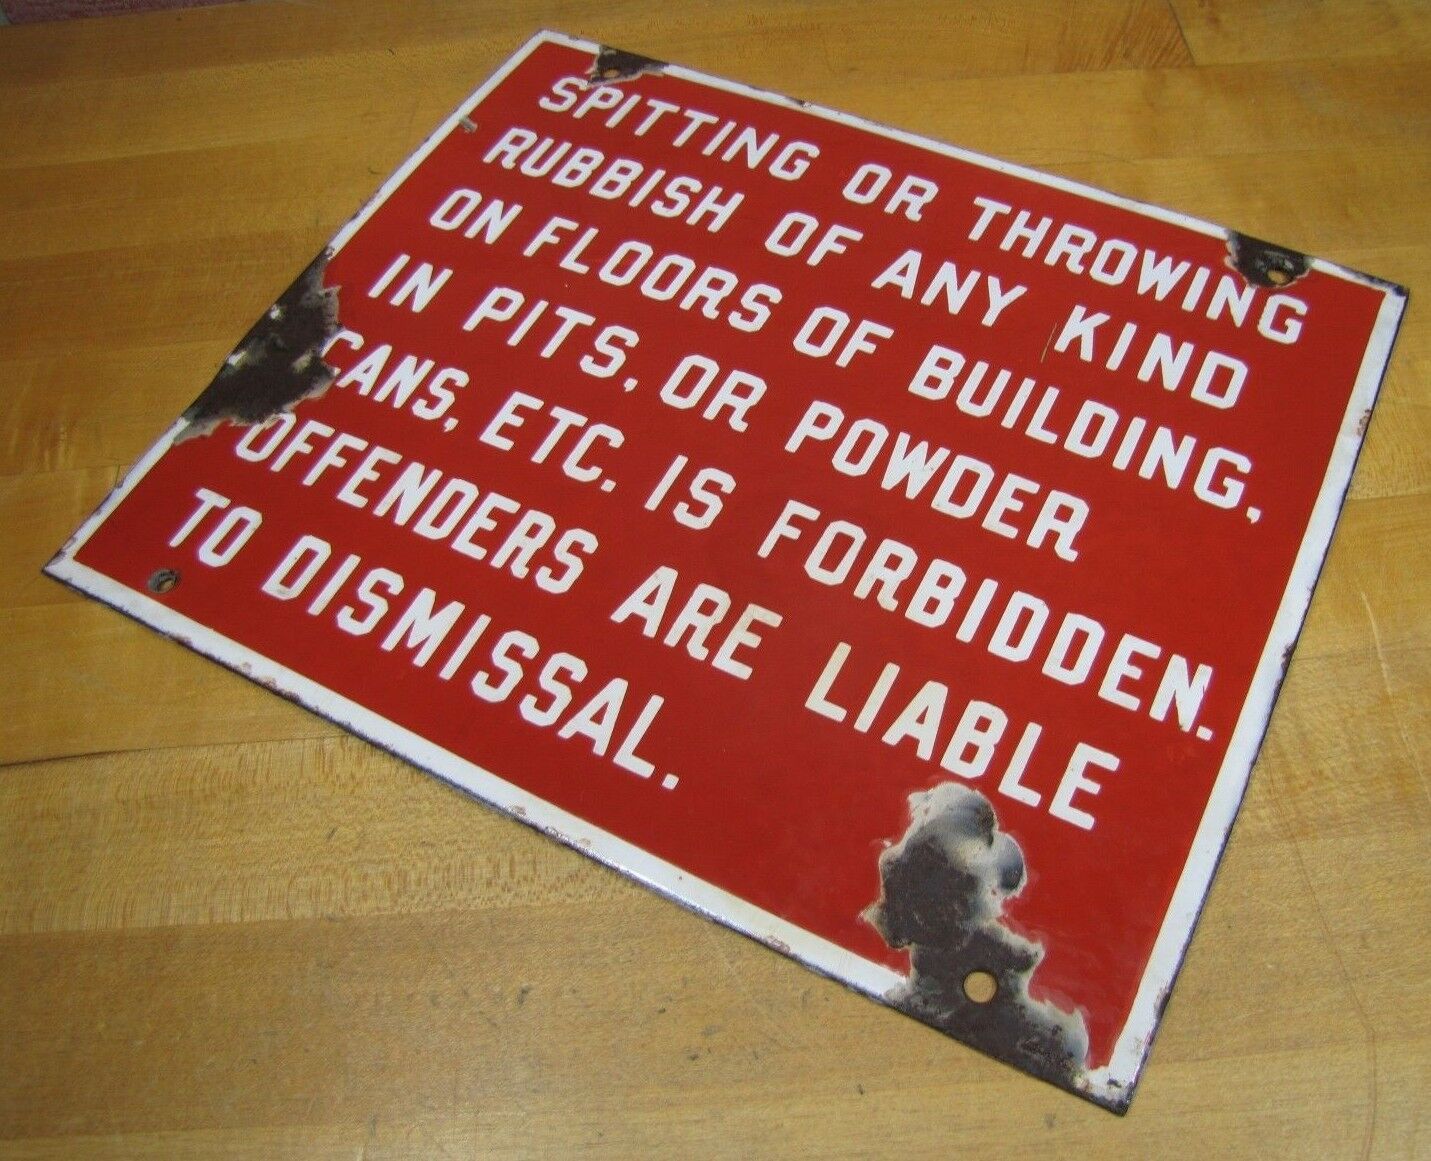 SPITTING OR THROWING
RUBBISH OF ANY KIND
ON FLOORS OF BUILDING,
IN PITS, OR POWDER
CANS, ETC. IS FORBIDDEN.
OFFENDERS ARE LIABLE
TO DISMISSAL.